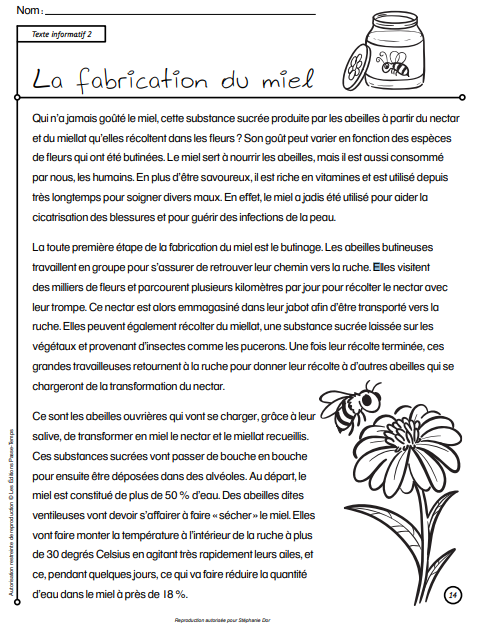 Nom :
Texte informatif 2
La fabrication du miel
Qui n'a jamais goûté le miel, cette substance sucrée produite par les abeilles à partir du nectar
et du miellat qu'elles récoltent dans les fleurs ? Son goût peut varier en fonction des espèces
de fleurs qui ont été butinées. Le miel sert à nourrir les abeilles, mais il est aussi consommé
par nous, les humains. En plus d'être savoureux, il est riche en vitamines et est utilisé depuis
très longtemps pour soigner divers maux. En effet, le miel a jadis été utilisé pour aider la
cicatrisation des blessures et pour guérir des infections de la peau.
La toute première étape de la fabrication du miel est le butinage. Les abeilles butineuses
travaillent en groupe pour s'assurer de retrouver leur chemin vers la ruche. Elles visitent
des milliers de fleurs et parcourent plusieurs kilomètres par jour pour récolter le nectar avec
leur trompe. Ce nectar est alors emmagasiné dans leur jabot afin d'être transporté vers la
ruche. Elles peuvent également récolter du miellat, une substance sucrée laissée sur les
végétaux et provenant d'insectes comme les pucerons. Une fois leur récolte terminée, ces
grandes travailleuses retournent à la ruche pour donner leur récolte à d'autres abeilles qui se
chargeront de la transformation du nectar.
Ce sont les abeilles ouvrières qui vont se charger, grâce à leur
salive, de transformer en miel le nectar et le miellat recueillis.
Ces substances sucrées vont passer de bouche en bouche
pour ensuite être déposées dans des alvéoles. Au départ, le
miel est constitué de plus de 50 % d'eau. Des abeilles dites
ventileuses vont devoir s'affairer à faire « sécher » le miel. Elles
vont faire monter la température à l'intérieur de la ruche à plus
de 30 degrés Celsius en agitant très rapidement leurs ailes, et
ce, pendant quelques jours, ce qui va faire réduire la quantité
d'eau dans le miel à près de 18 %.
Autorisation restreinte de reproduction © Les Éditions Passe-Temps
14
Reproduction autorisée pour Stéphanie Dor